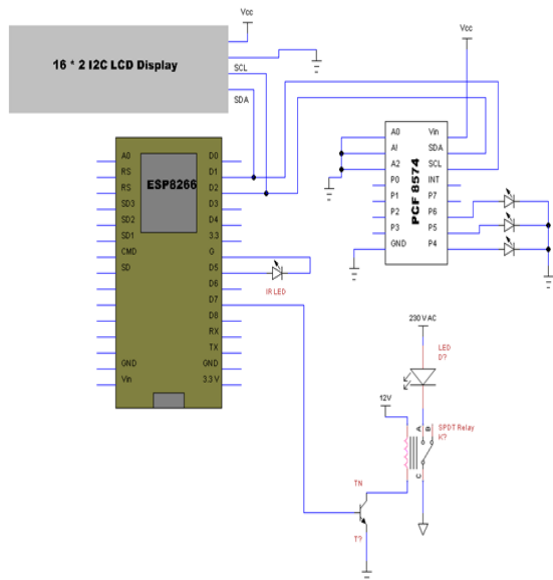 Vcc
16 * 2 I2C LCD Display
SCL
SDA
Vcc
ESP8266
A0
RS
RS
SD3
SD2
SD1
CMD
SD
GND
Vin
D0
D1
D2
D3
D4
3.3
G
D5
D6
D7
D8
RX
TX
GND
3.3 V
IR LED
PCF 8574
A0
AI
A2
P0
P1
P2
P3
GND
Vin
SDA
SCL
INT
P7
P6
P5
P4
230 V AC
LED
D?
12V
A
B
SPDT Relay
K?
C
TN
T?